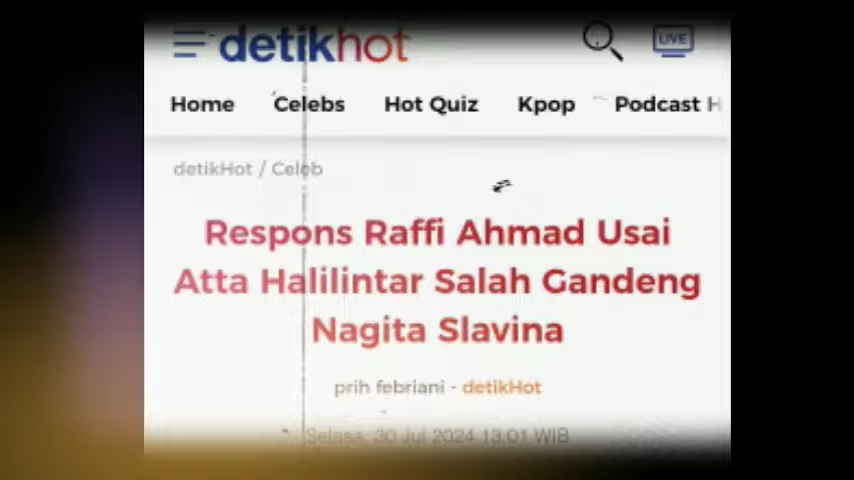 detikhot
LIVE
Home Celebs Hot Quiz Kpop Podcast H
detikHot / Celeb
Respons Raffi Ahmad Usai
Atta Halilintar Salah Gandeng
Nagita Slavina
prih febriani - detikHot
Selasa, 30 Jul 2024 13:01 WIB